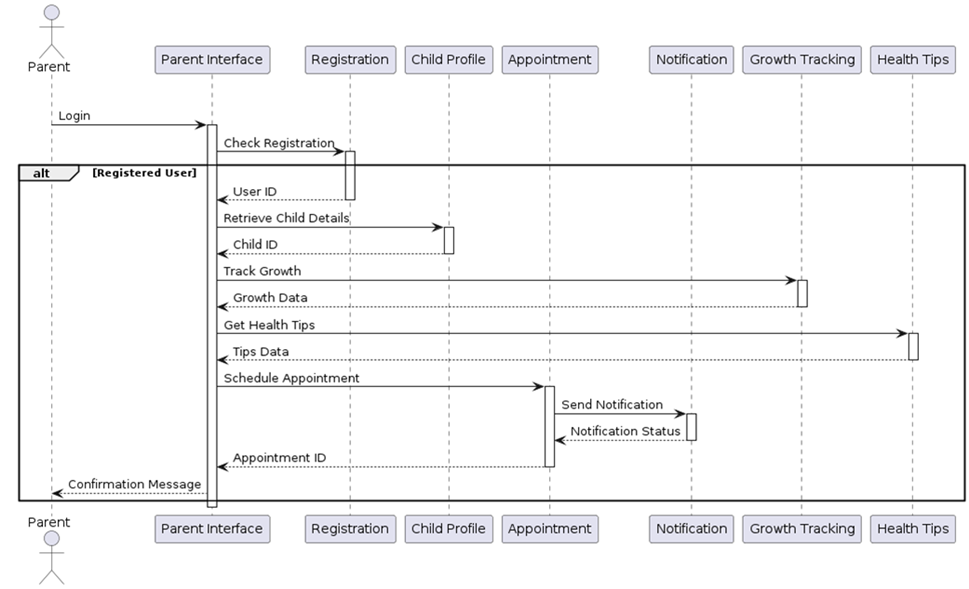 Parent
Parent Interface
Registration
Child Profile
Appointment
Notification
Growth Tracking
Health Tips
Login
Check Registration
alt
[Registered User]
User ID
Retrieve Child Details
Child ID
Track Growth
Growth Data
Get Health Tips
Tips Data
Schedule Appointment
Send Notification
Notification Status
Appointment ID
Confirmation Message
Parent
Parent Interface
Registration
Child Profile
Appointment
Notification
Growth Tracking
Health Tips